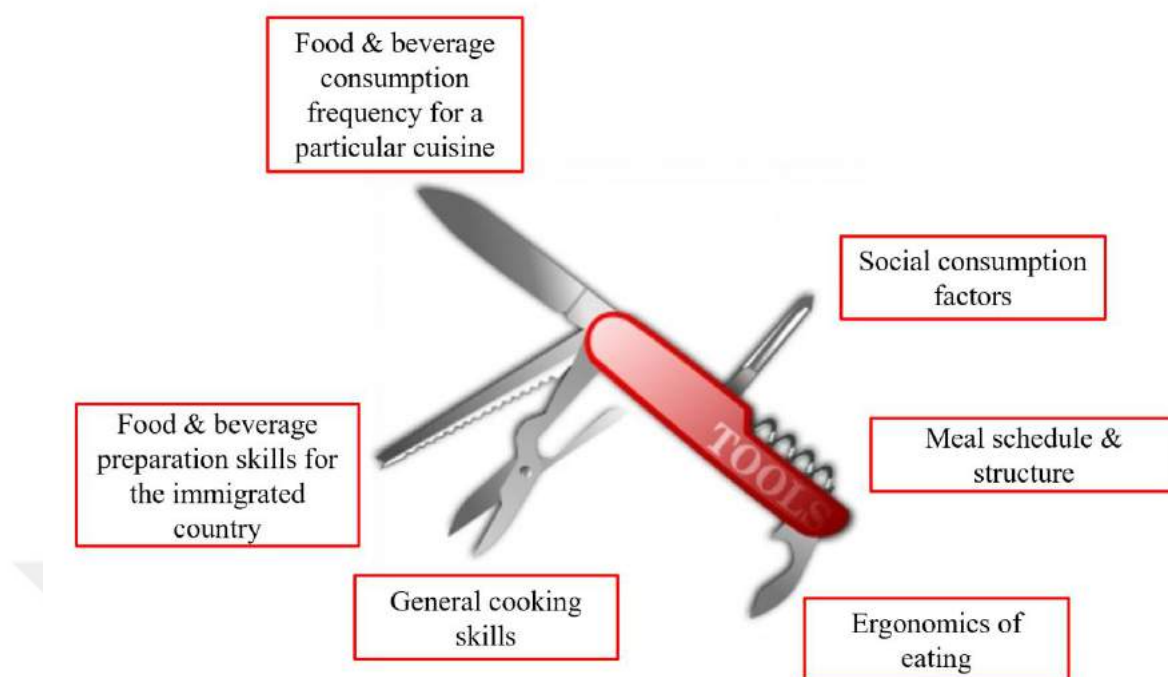 Food & beverage
consumption
frequency for a
particular cuisine
Social consumption
factors
Food & beverage
preparation skills for
the immigrated
country
Meal schedule &
structure
TOOLS
General cooking
skills
Ergonomics of
eating